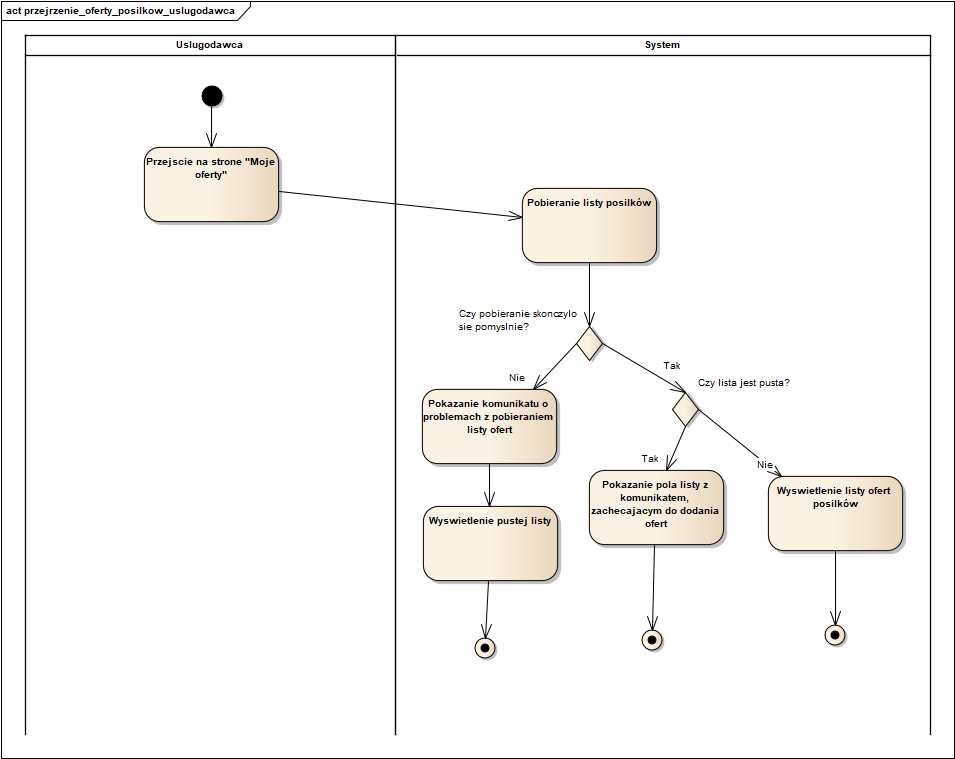 act przejrzenie_oferty_posilkow_uslugodawca
Uslugodawca
System
Przejscie na strone "Moje
oferty"
Pobieranie listy posilków
Czy pobieranie skonczylo
sie pomyslnie?
Tak
Czy lista jest pusta?
Nie
Pokazanie komunikatu o
problemach z pobieraniem
listy ofert
Tak
Nie
Pokazanie pola listy z
komunikatem,
zachecajacym do dodania
ofert
Wyswietlenie listy ofert
posilków
Wyswietlenie pustej listy